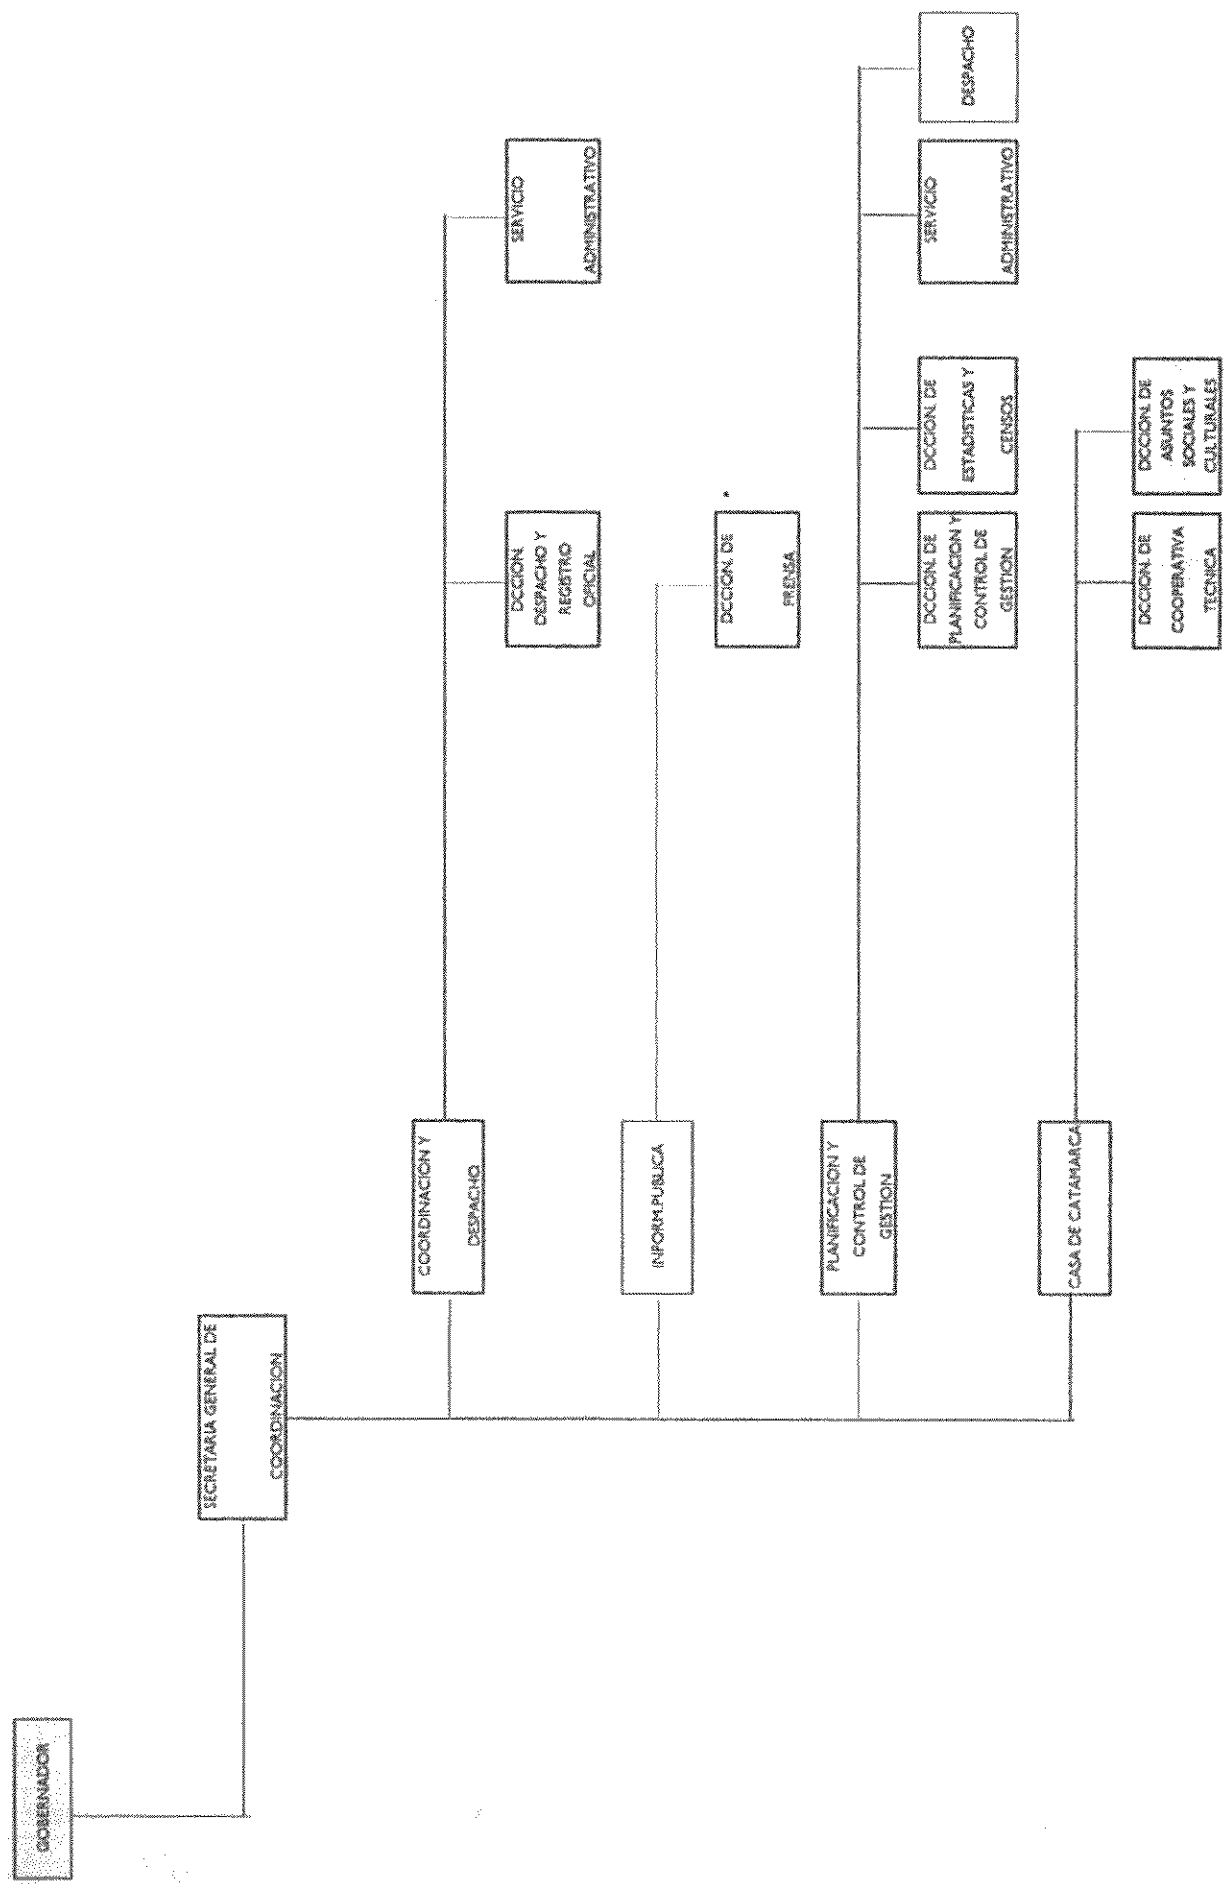 GOBERNADOR
SECRETARIA GENERAL DE
COORDINACION
COORDINACION Y
DESPACHO
DCCION.
DESPACHO Y
REGISTRO
OFICIAL
SERVICIO
ADMINISTRATIVO
INFORM.PUBLICA
DCCION. DE
PRENSA
PLANIFICACION Y
CONTROL DE
GESTION
DCCION. DE
PLANIFICACION Y
CONTROL DE
GESTION
DCCION. DE
ESTADISTICAS Y
CENSOS
SERVICIO
ADMINISTRATIVO
DESPACHO
CASA DE CATAMARCA
DCCION. DE
COOPERATIVA
TECNICA
DCCION. DE
ASUNTOS
SOCIALES Y
CULTURALES